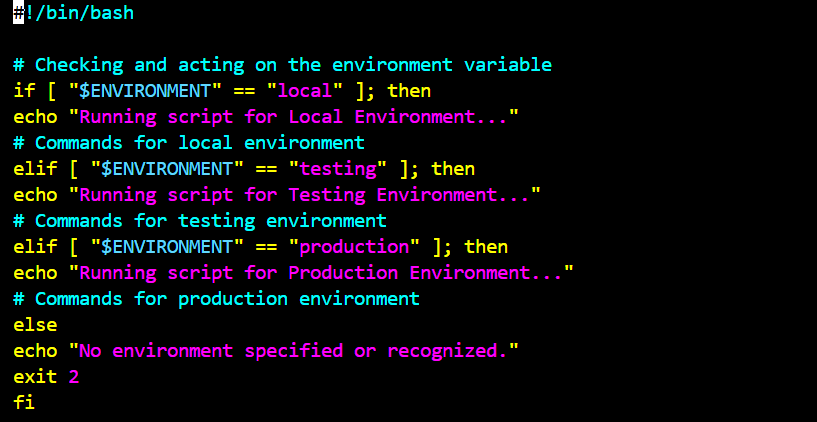 #!/bin/bash

# Checking and acting on the environment variable
if [ "$ENVIRONMENT" == "local" ]; then
echo "Running script for Local Environment..."
# Commands for local environment
elif [ "$ENVIRONMENT" == "testing" ]; then
echo "Running script for Testing Environment..."
# Commands for testing environment
elif [ "$ENVIRONMENT" == "production" ]; then
echo "Running script for Production Environment..."
# Commands for production environment
else
echo "No environment specified or recognized."
exit 2
fi